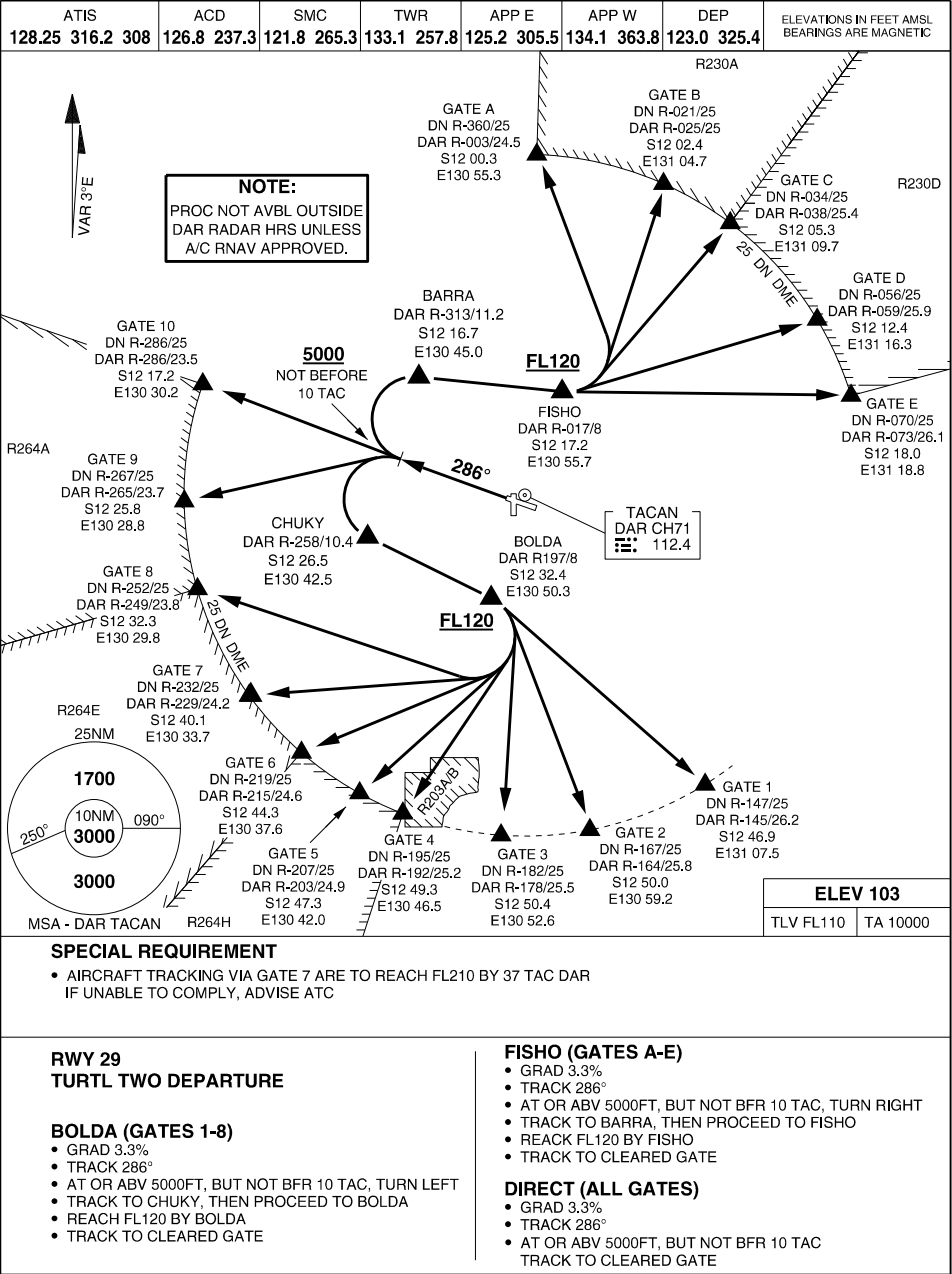 ATIS
128.25 316.2 308
ACD
126.8 237.3
SMC
121.8 265.3
TWR
133.1 257.8
APP E
125.2 305.5
APP W
134.1 363.8
DEP
123.0 325.4
ELEVATIONS IN FEET AMSL
BEARINGS ARE MAGNETIC
R230A
GATE A
DN R-360/25
DAR R-003/24.5
S12 00.3
E130 55.3
GATE B
DN R-021/25
DAR R-025/25
S12 02.4
E131 04.7
GATE C
DN R-034/25
DAR R-038/25.4
S12 05.3
E131 09.7
R230D
VAR 3°E
NOTE:
PROC NOT AVBL OUTSIDE
DAR RADAR HRS UNLESS
A/C RNAV APPROVED.
25 DN DME
GATE D
DN R-056/25
DAR R-059/25.9
S12 12.4
E131 16.3
BARRA
DAR R-313/11.2
S12 16.7
E130 45.0
GATE 10
DN R-286/25
DAR R-286/23.5
S12 17.2
E130 30.2
5000
NOT BEFORE
10 TAC
FL120
FISHO
DAR R-017/8
S12 17.2
E130 55.7
GATE E
DN R-070/25
DAR R-073/26.1
S12 18.0
E131 18.8
R264A
GATE 9
DN R-267/25
DAR R-265/23.7
S12 25.8
E130 28.8
286°
TACAN
DAR CH71
112.4
CHUKY
DAR R-258/10.4
S12 26.5
E130 42.5
BOLDA
DAR R197/8
S12 32.4
E130 50.3
FL120
GATE 8
DN R-252/25
DAR R-249/23.8
S12 32.3
E130 29.8
25 DN DME
GATE 7
DN R-232/25
DAR R-229/24.2
S12 40.1
E130 33.7
R264E
25NM
1700
10NM
3000
250°
090°
3000
MSA - DAR TACAN
GATE 6
DN R-219/25
DAR R-215/24.6
S12 44.3
E130 37.6
R203A/B
GATE 5
DN R-207/25
DAR R-203/24.9
S12 47.3
E130 42.0
GATE 4
DN R-195/25
DAR R-192/25.2
S12 49.3
E130 46.5
GATE 3
DN R-182/25
DAR R-178/25.5
S12 50.4
E130 52.6
GATE 2
DN R-167/25
DAR R-164/25.8
S12 50.0
E130 59.2
GATE 1
DN R-147/25
DAR R-145/26.2
S12 46.9
E131 07.5
R264H
ELEV 103
TLV FL110
TA 10000
SPECIAL REQUIREMENT
• AIRCRAFT TRACKING VIA GATE 7 ARE TO REACH FL210 BY 37 TAC DAR
IF UNABLE TO COMPLY, ADVISE ATC
RWY 29
TURTL TWO DEPARTURE
BOLDA (GATES 1-8)
• GRAD 3.3%
• TRACK 286°
• AT OR ABV 5000FT, BUT NOT BFR 10 TAC, TURN LEFT
• TRACK TO CHUKY, THEN PROCEED TO BOLDA
• REACH FL120 BY BOLDA
• TRACK TO CLEARED GATE
FISHO (GATES A-E)
• GRAD 3.3%
• TRACK 286°
• AT OR ABV 5000FT, BUT NOT BFR 10 TAC, TURN RIGHT
• TRACK TO BARRA, THEN PROCEED TO FISHO
• REACK FL120 BY FISHO
• TRACK TO CLEARED GATE
DIRECT (ALL GATES)
• GRAD 3.3%
• TRACK 286°
• AT OR ABV 5000FT, BUT NOT BFR 10 TAC
TRACK TO CLEARED GATE